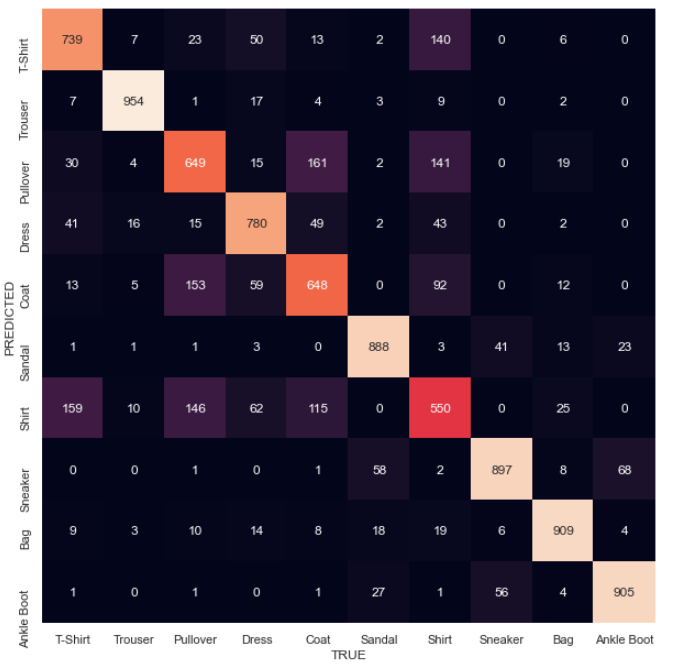 T-Shirt 739 7 23 50 13 2 140 0 6 0
Trouser 7 954 1 17 4 3 9 0 2 0
Pullover 30 4 649 15 161 2 141 0 19 0
Dress 41 16 15 780 49 2 43 0 2 0
PREDICTED
Coat 13 5 153 59 648 0 92 0 12 0
Sandal 1 1 1 3 0 888 3 41 13 23
Shirt 159 10 146 62 115 0 550 0 25 0
Sneaker 0 0 1 0 1 58 2 897 8 68
Bag 9 3 10 14 8 18 19 6 909 4
Ankle Boot 1 0 1 0 1 27 1 56 4 905
T-Shirt Trouser Pullover Dress Coat Sandal Shirt Sneaker Bag Ankle Boot
TRUE